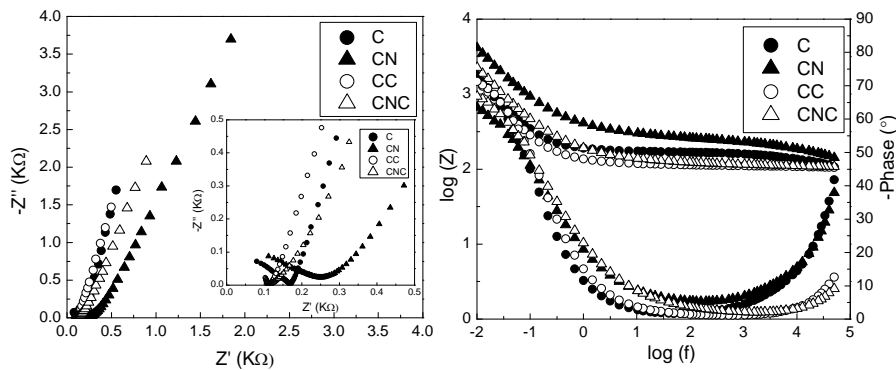 -4.0
-3.5
-3.0
-2.5
-2.0
-1.5
-1.0
-0.5
0.0
-Z'' (KΩ)
0.0 0.5 1.0 1.5 2.0 2.5 3.0 3.5 4.0
Z' (KΩ)
C
CN
CC
CNC
0.5
0.4
0.3
0.2
0.1
0.0
-Z'' (KΩ)
0.0 0.1 0.2 0.3 0.4 0.5
Z' (KΩ)
C
CN
CC
CNC
4
3
2
1
0
log (Z)
-2 -1 0 1 2 3 4 5
log (f)
C
CN
CC
CNC
90
80
70
60
50
40
30
20
10
0
-Phase (°)